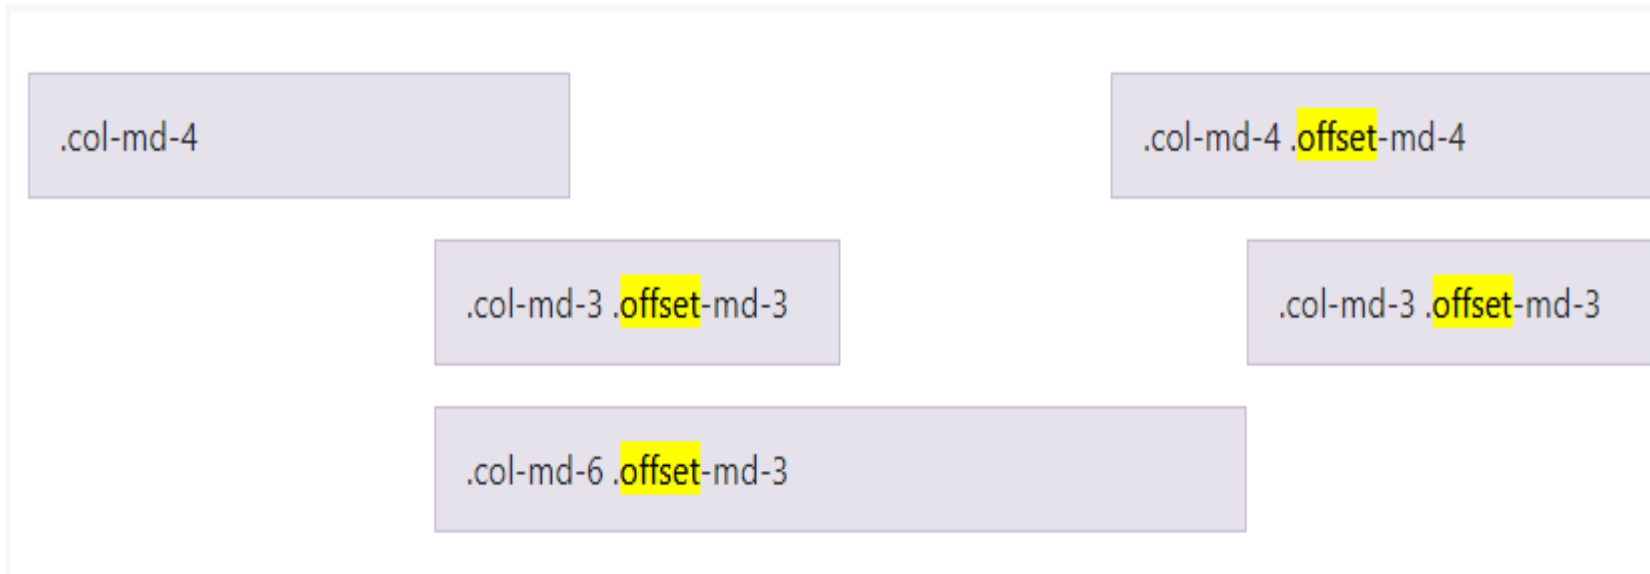 .col-md-4
.col-md-4 .offset-md-4
.col-md-3 .offset-md-3
.col-md-3 .offset-md-3
.col-md-6 .offset-md-3